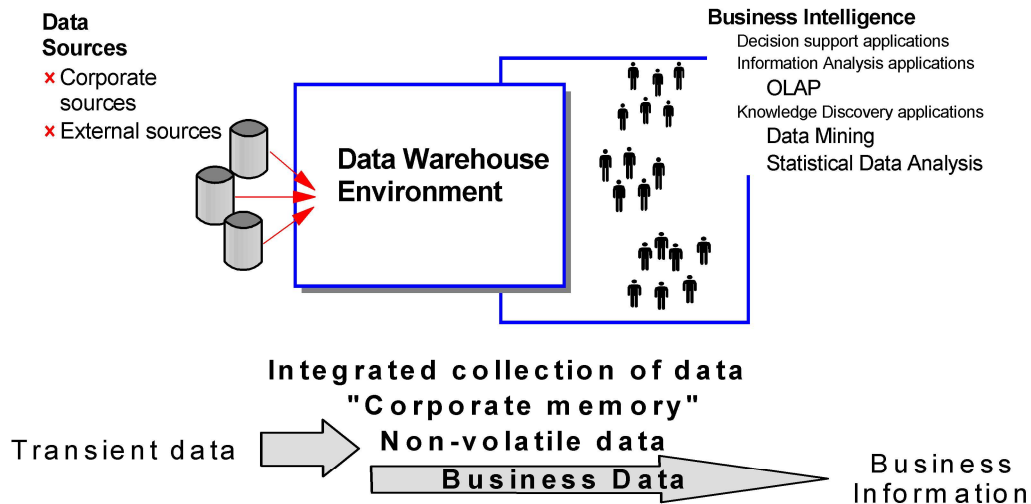 Data
Sources
× Corporate
sources
× External sources
Data Warehouse
Environment
Business Intelligence
Decision support applications
Information Analysis applications
OLAP
Knowledge Discovery applications
Data Mining
Statistical Data Analysis
Integrated collection of data
"Corporate memory"
Transient data
Non-volatile data
Business Data
Business
Information